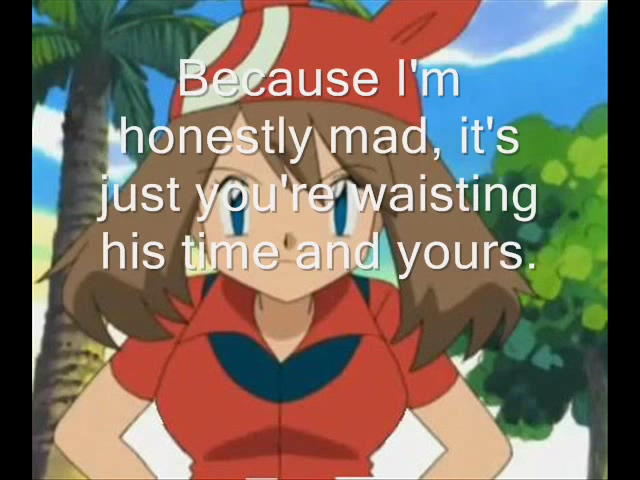 Because I'm
honestly mad, it's
just you're waisting
his time and yours.